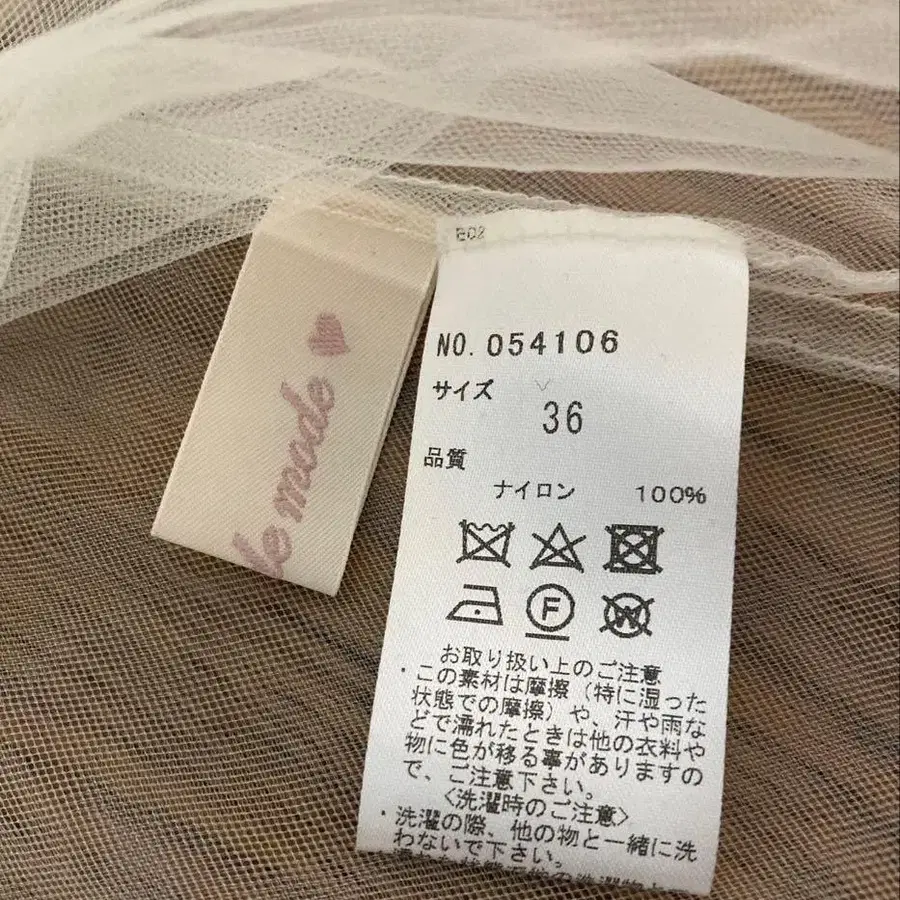 de mode
E02
NO. 054106
サイズ
36
品質
ナイロン 100%
F
W
お取り扱い上のご注意
・この素材は摩擦(特に湿った
状態での摩擦)や、汗や雨な
どで濡れたときは他の衣料や
物に色が移る事がありますの
で、ご注意下さい。
〈洗濯時のご注意〉
・洗濯の際、他の物と一緒に洗
わないで下さい。